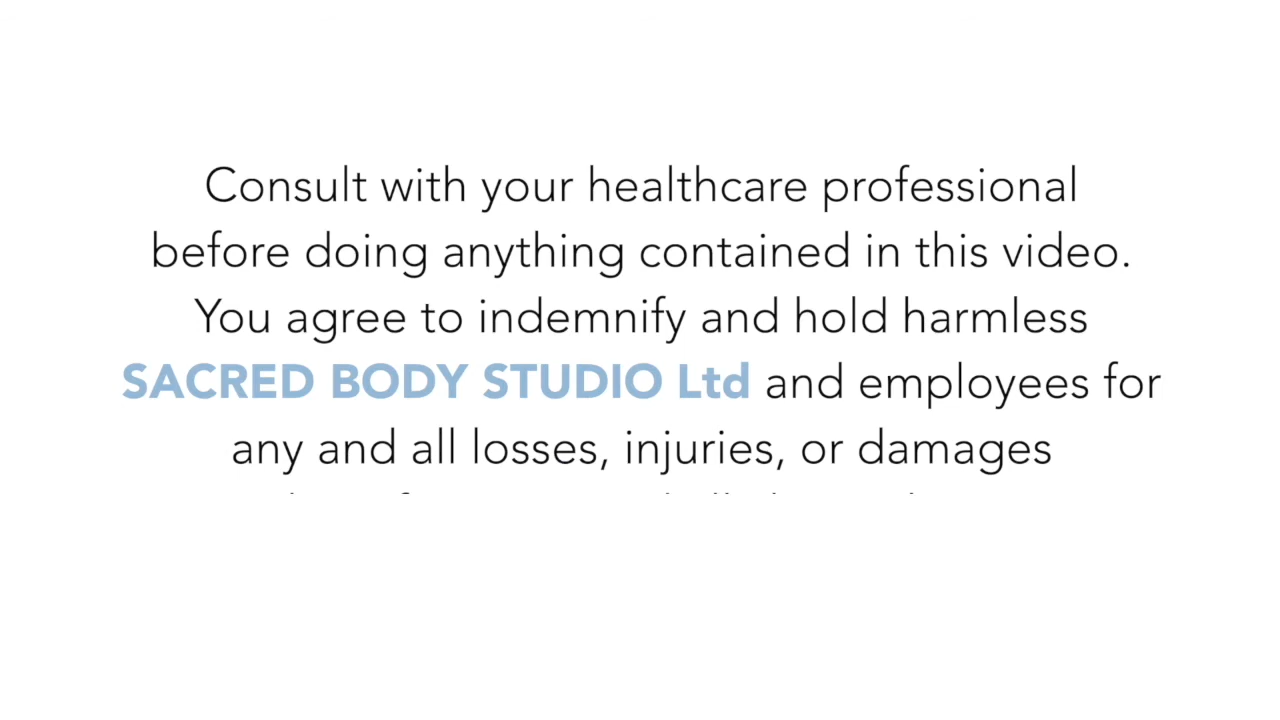 Consult with your healthcare professional
before doing anything contained in this video.
You agree to indemnify and hold harmless
SACRED BODY STUDIO Ltd and employees for
any and all losses, injuries, or damages